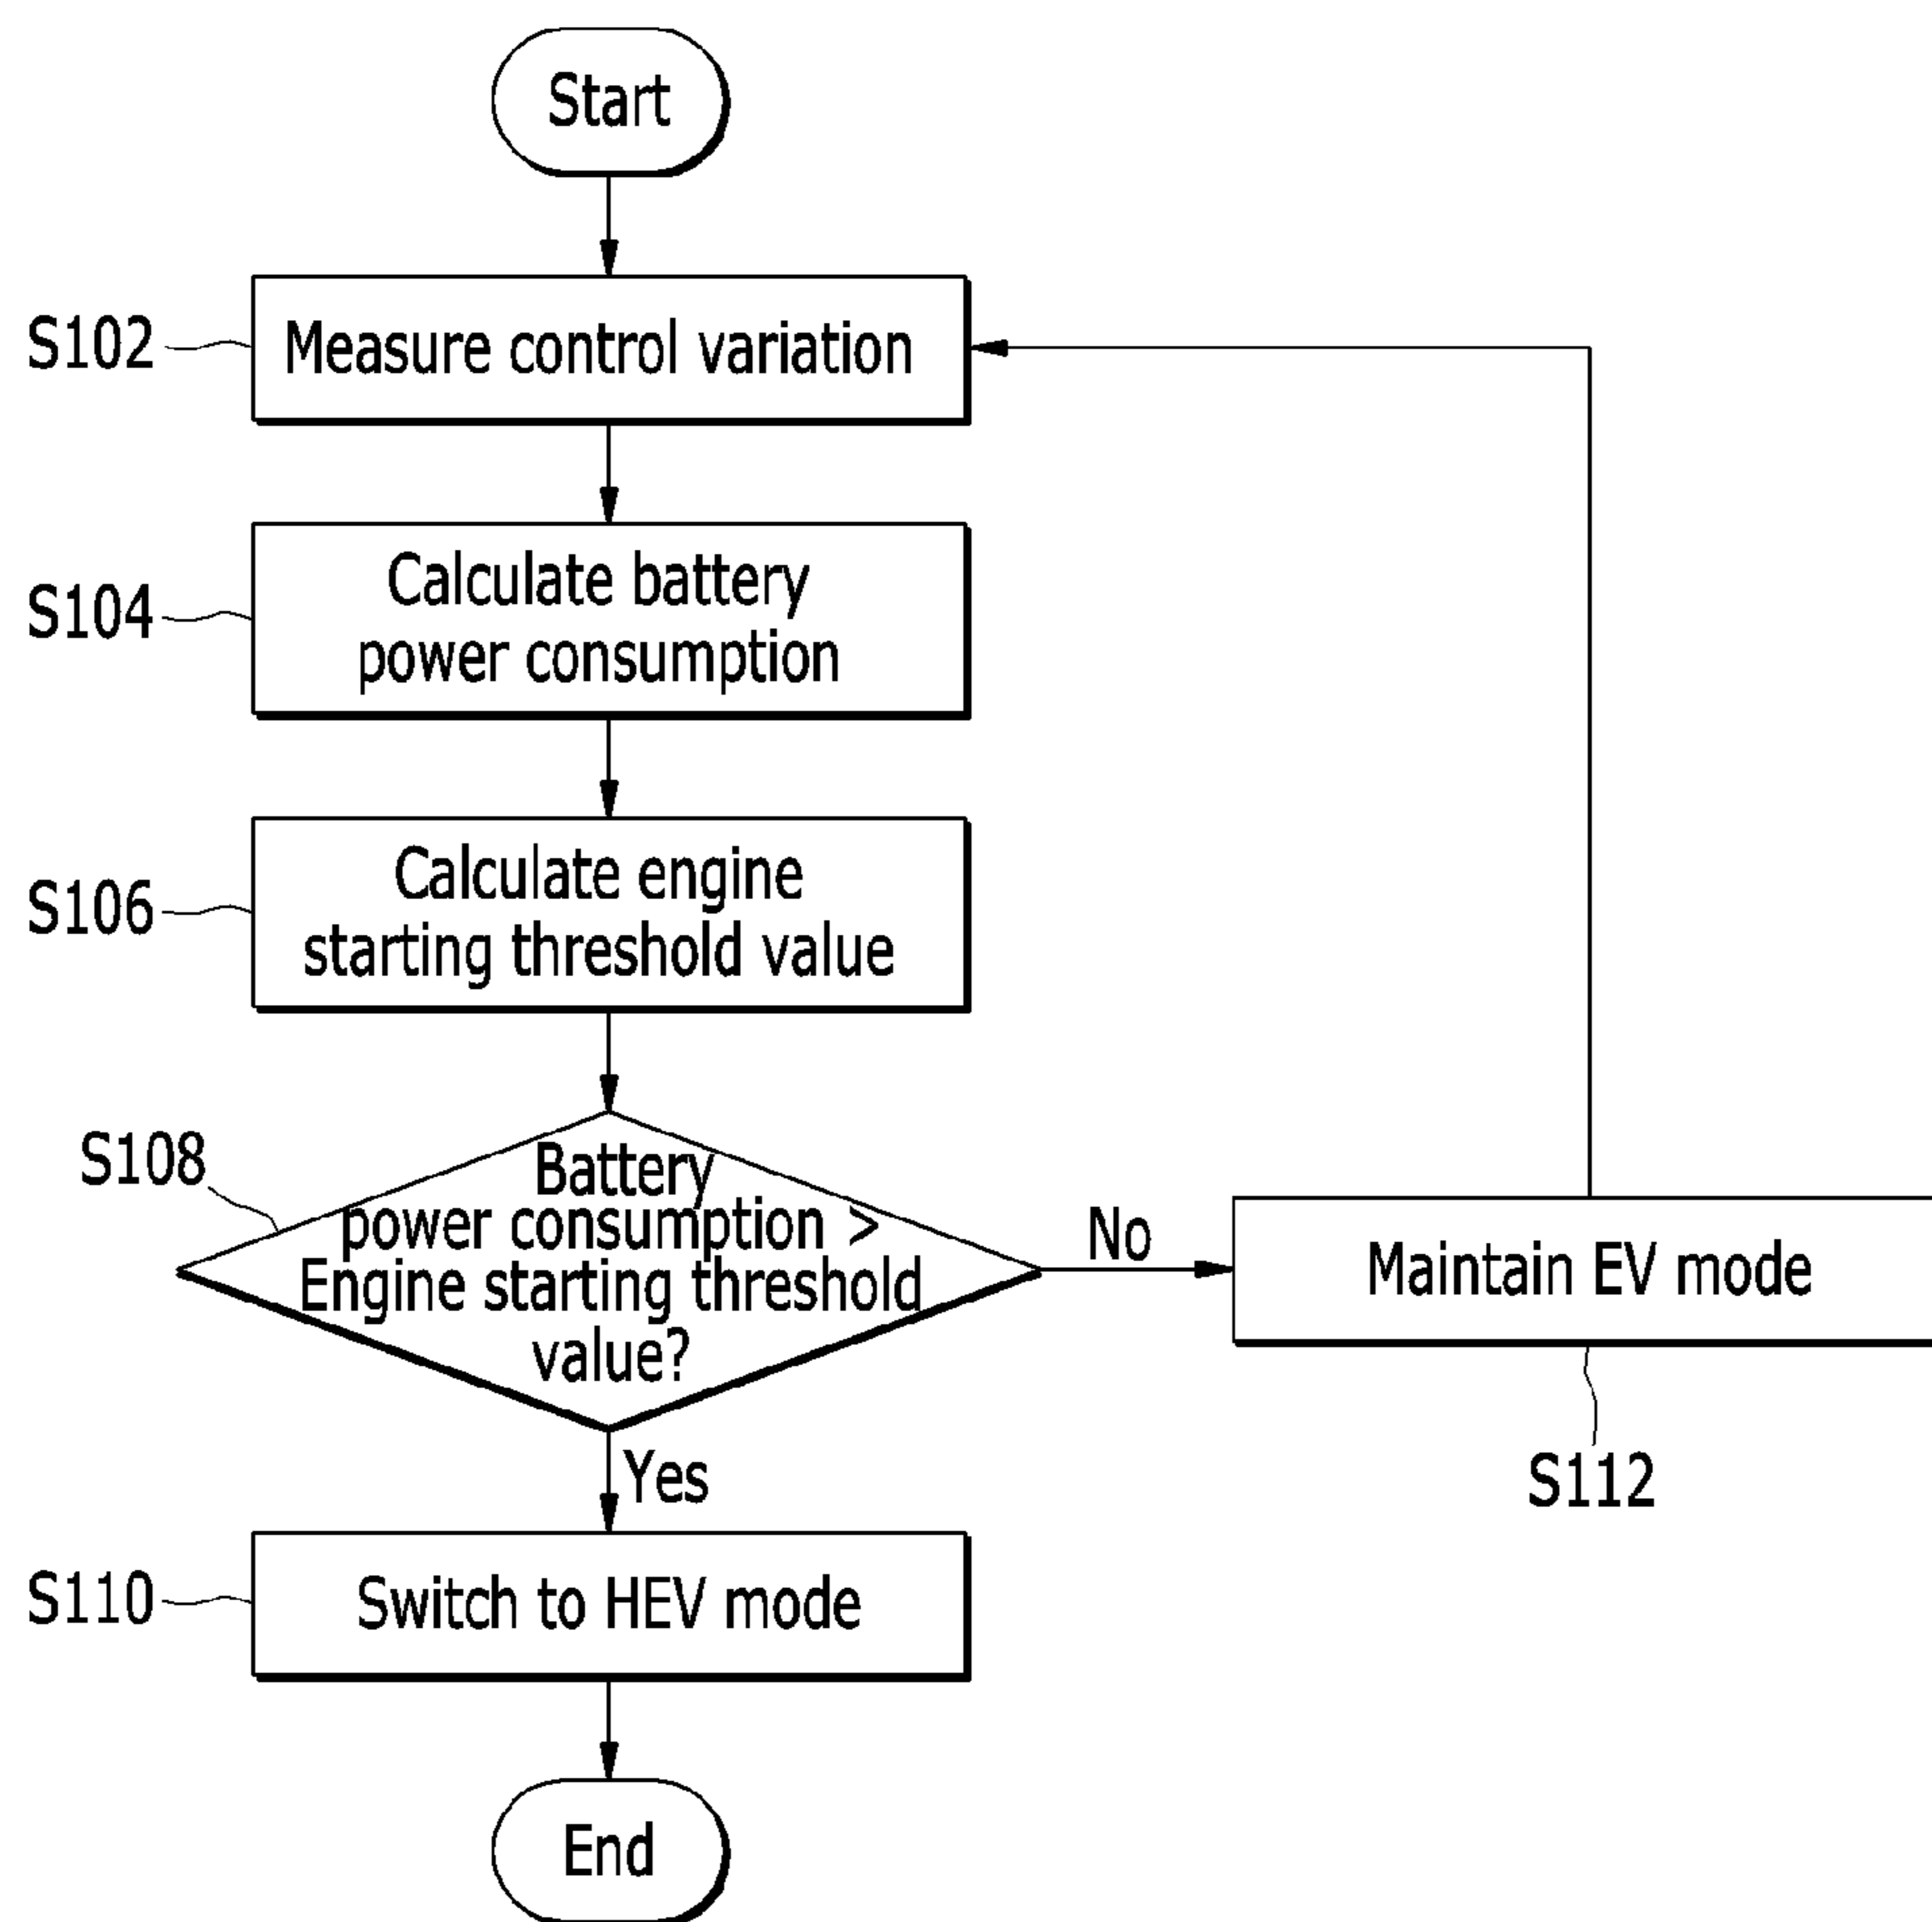 Start
S102
Measure control variation
S104
Calculate battery
power consumption
S106
Calculate engine
starting threshold value
S108
Battery
power consumption >
Engine starting threshold
value?
No
Maintain EV mode
S112
Yes
S110
Switch to HEV mode
End